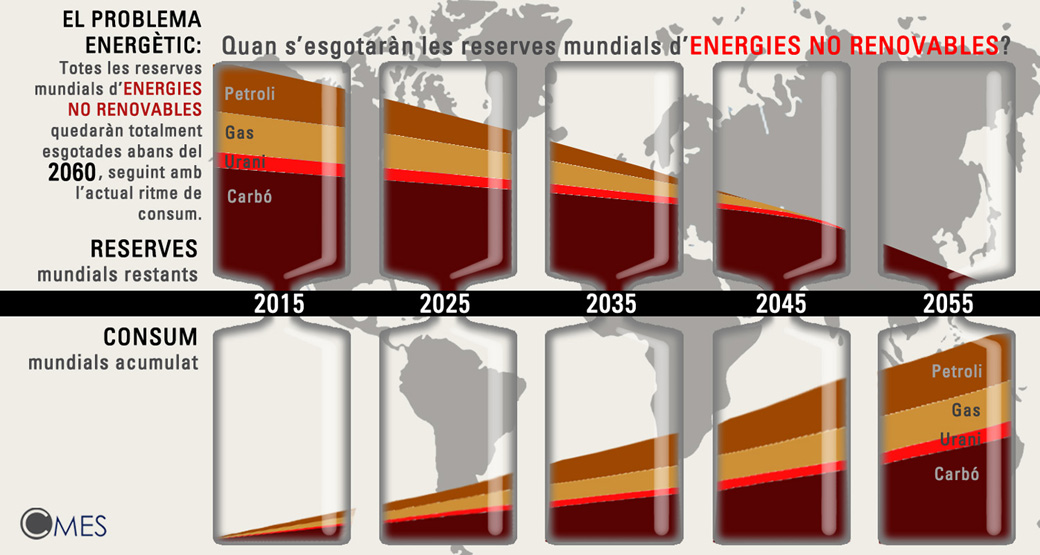 EL PROBLEMA
ENERGÈTIC:
Totes les reserves
mundials d'ENERGIES
NO RENOVABLES
quedaràn totalment
esgotades abans del
2060, seguint amb
l'actual ritme de
consum.
Quan s'esgotaràn les reserves mundials d'ENERGIES NO RENOVABLES?
Petroli
Gas
Urani
Carbó
RESERVES
mundials restants
2015 2025 2035 2045 2055
CONSUM
mundials acumulat
Petroli
Gas
Urani
Carbó
CMES